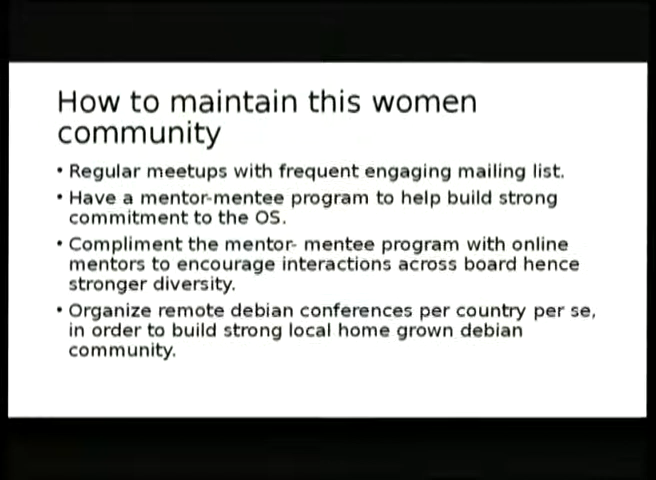 How to maintain this women
community
• Regular meetups with frequent engaging mailing list.
• Have a mentor-mentee program to help build strong
commitment to the OS.
• Compliment the mentor- mentee program with online
mentors to encourage interactions across board hence
stronger diversity.
• Organize remote debian conferences per country per se,
in order to build strong local home grown debian
community.